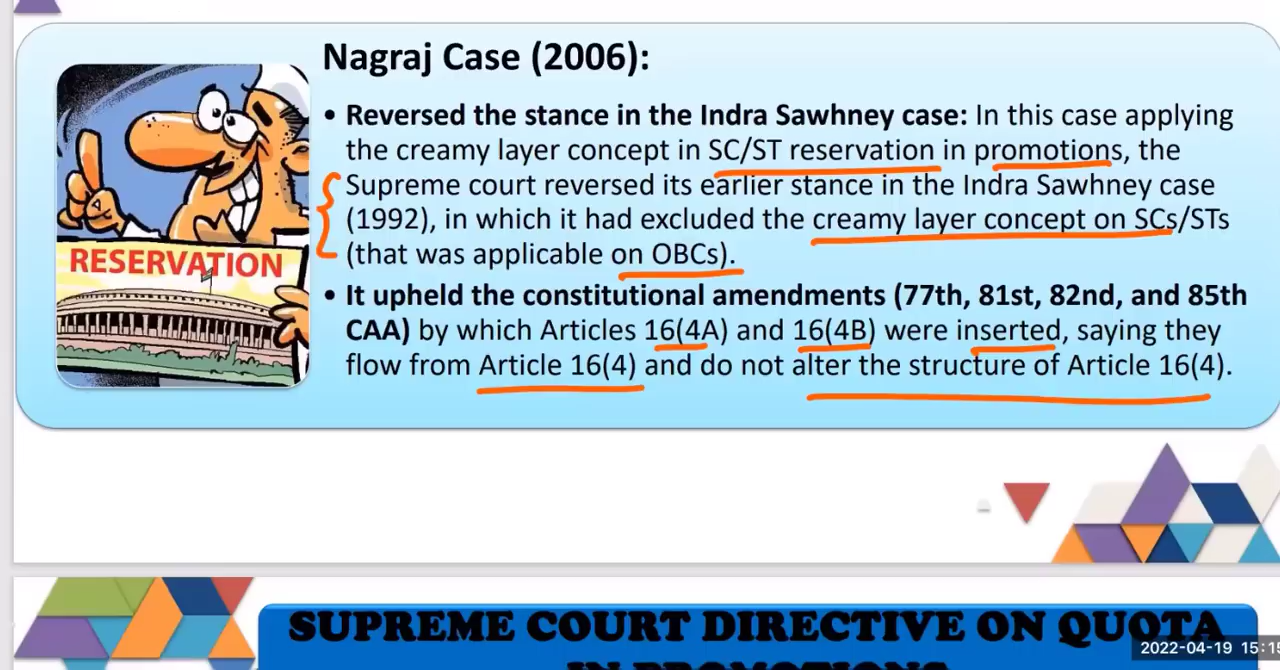 Nagraj Case (2006):
• Reversed the stance in the Indra Sawhney case: In this case applying
the creamy layer concept in SC/ST reservation in promotions, the
Supreme court reversed its earlier stance in the Indra Sawhney case
(1992), in which it had excluded the creamy layer concept on SCs/STs
(that was applicable on OBCs).
RESERVATION
• It upheld the constitutional amendments (77th, 81st, 82nd, and 85th
CAA) by which Articles 16(4A) and 16(4B) were inserted, saying they
flow from Article 16(4) and do not alter the structure of Article 16(4).
SUPREME COURT DIRECTIVE ON QUOTA
IN PROMOTIONS
2022-04-19 15:15